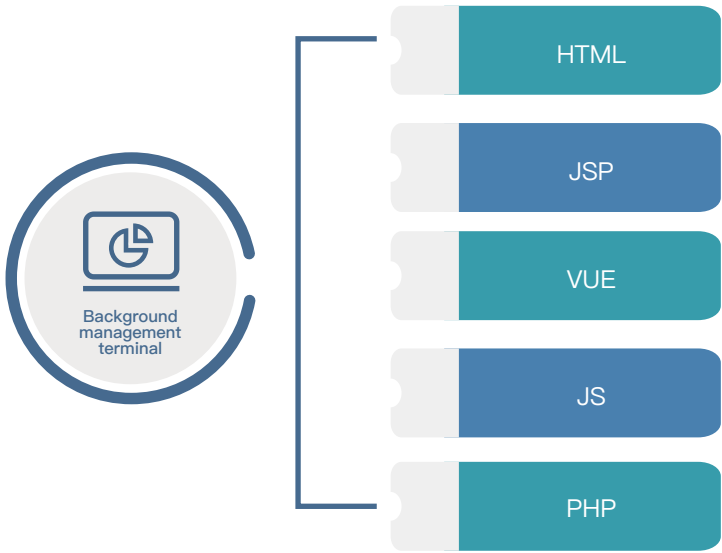 HTML
JSP
Background
management
terminal
VUE
JS
PHP